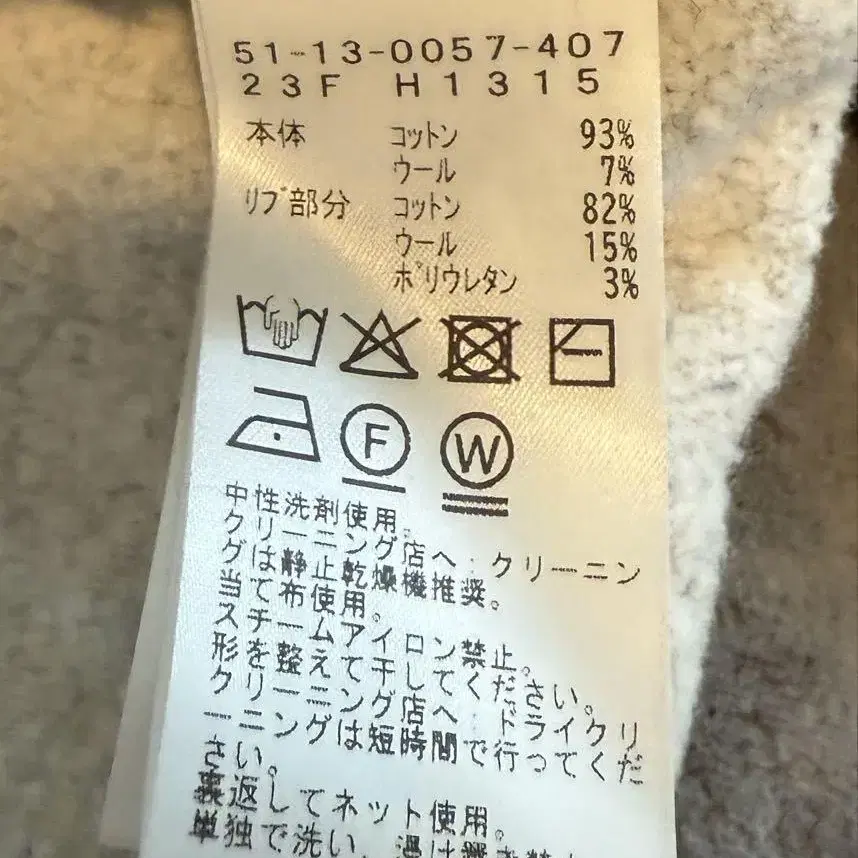 51-13-0057-407
23F H1315
本体 コットン 93%
ウール 7%
リブ部分 コットン 82%
ウール 15%
ポリウレタン 3%
F W
中性洗剤使用。
クリーニング店へ：クリーニン
グは静止乾燥機推奨。
当て布使用。
スチームアイロン禁止。
形を整えて干してください。
クリーニング店へ ドライクリ
ーニングは短時間で行ってくだ
さい。
裏返してネット使用。
単独で洗い、